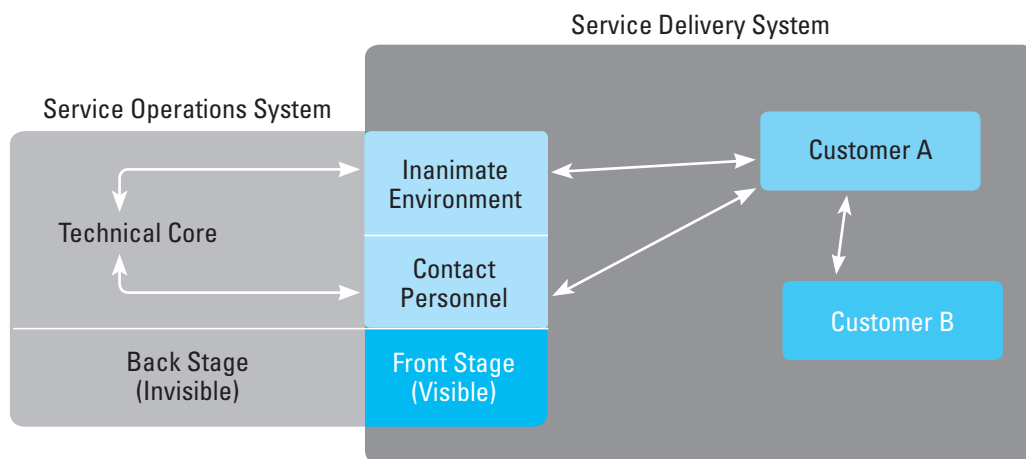 Service Delivery System
Service Operations System
Inanimate
Environment
Customer A
Technical Core
Contact
Personnel
Customer B
Back Stage
(Invisible)
Front Stage
(Visible)